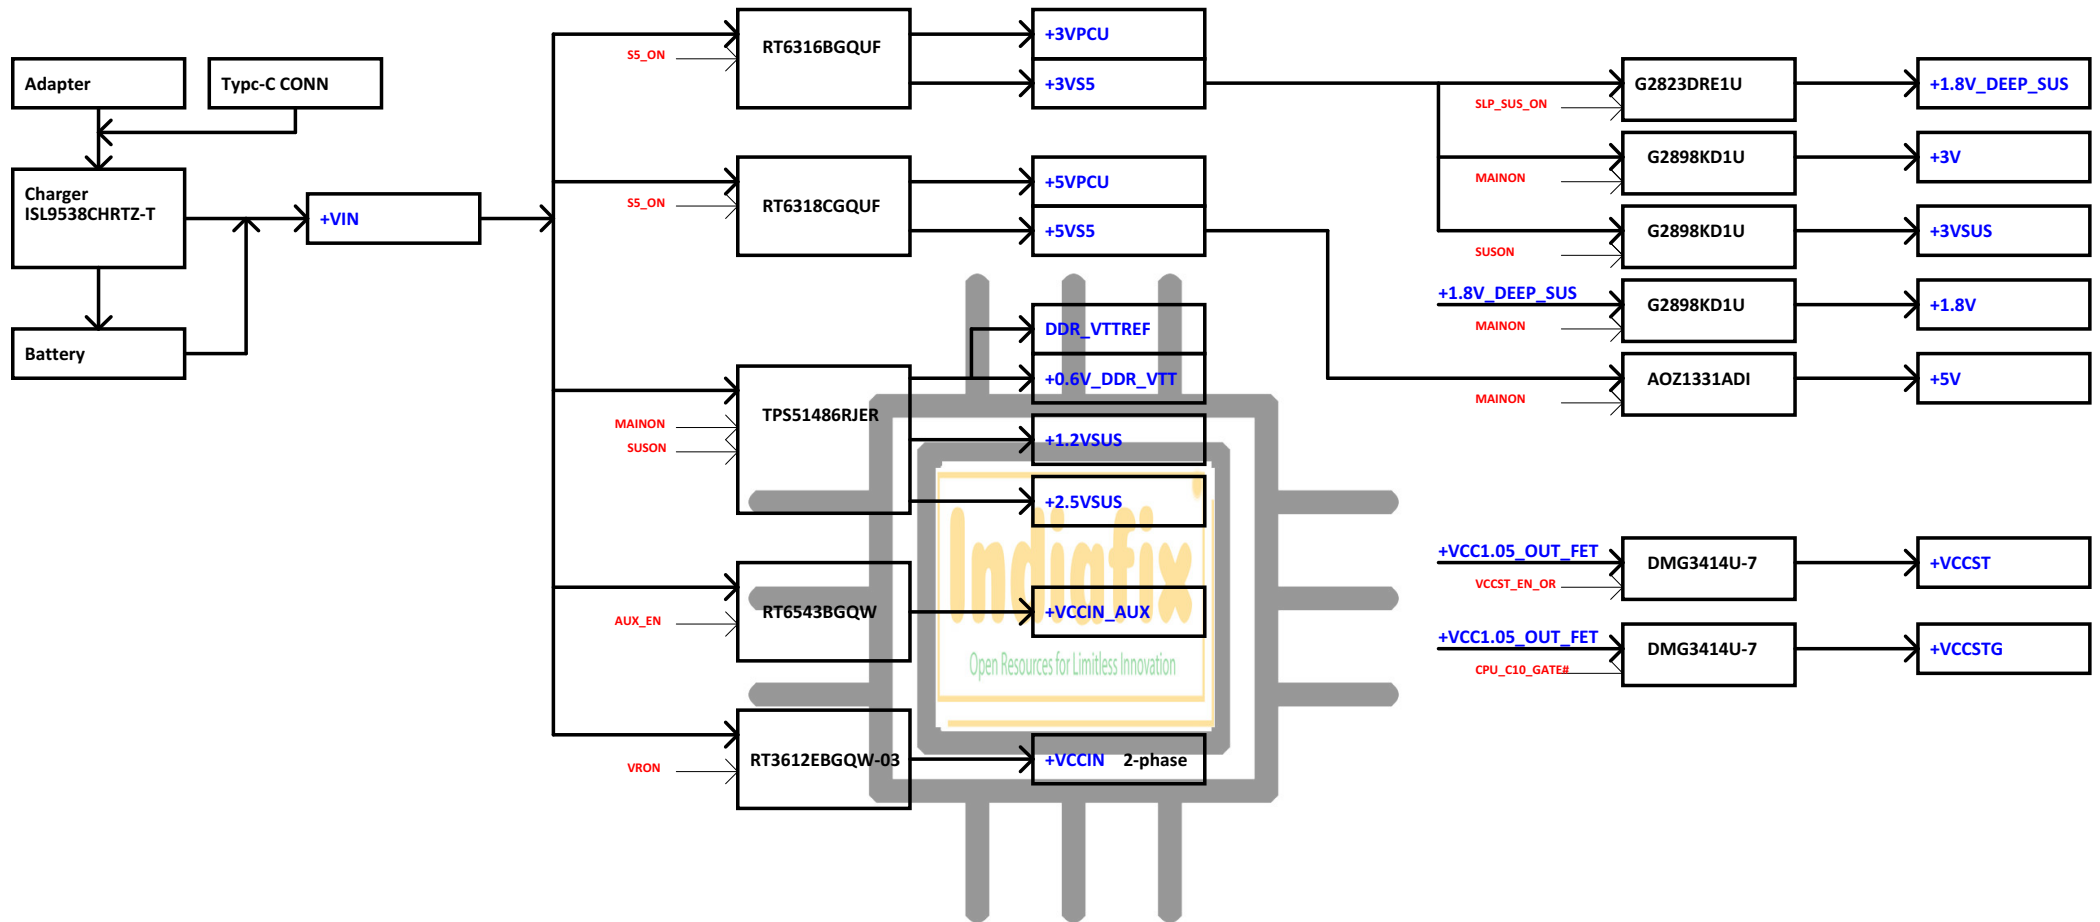 Adapter
Typc-C CONN
Charger
ISL9538CHRTZ-T
Battery
+VIN
S5_ON
RT6316BGQUF
+3VPCU
+3VS5
S5_ON
RT6318CGQUF
+5VPCU
+5VS5
MAINON
SUSON
TPS51486RJER
DDR_VTTREF
+0.6V_DDR_VTT
+1.2VSUS
+2.5VSUS
AUX_EN
RT6543BGQW
+VCCIN_AUX
VRON
RT3612EBGQW-03
+VCCIN 2-phase
SLP_SUS_ON
G2823DRE1U
+1.8V_DEEP_SUS
MAINON
G2898KD1U
+3V
SUSON
G2898KD1U
+3VSUS
+1.8V_DEEP_SUS
MAINON
G2898KD1U
+1.8V
MAINON
AOZ1331ADI
+5V
+VCC1.05_OUT_FET
VCCST_EN_OR
DMG3414U-7
+VCCST
+VCC1.05_OUT_FET
CPU_C10_GATE#
DMG3414U-7
+VCCSTG
Indiafix
Open Resources for Limitless Innovation